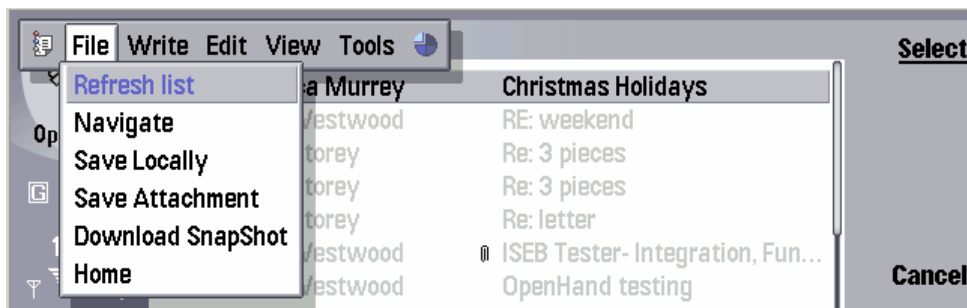 File Write Edit View Tools
Select
Refresh list
Navigate
Save Locally
Save Attachment
Download SnapShot
Home
Op
a Murrey Christmas Holidays
Westwood RE: weekend
torey Re: 3 pieces
torey Re: 3 pieces
torey Re: letter
Westwood ISEB Tester- Integration, Fun...
Westwood OpenHand testing
G
1
Cancel